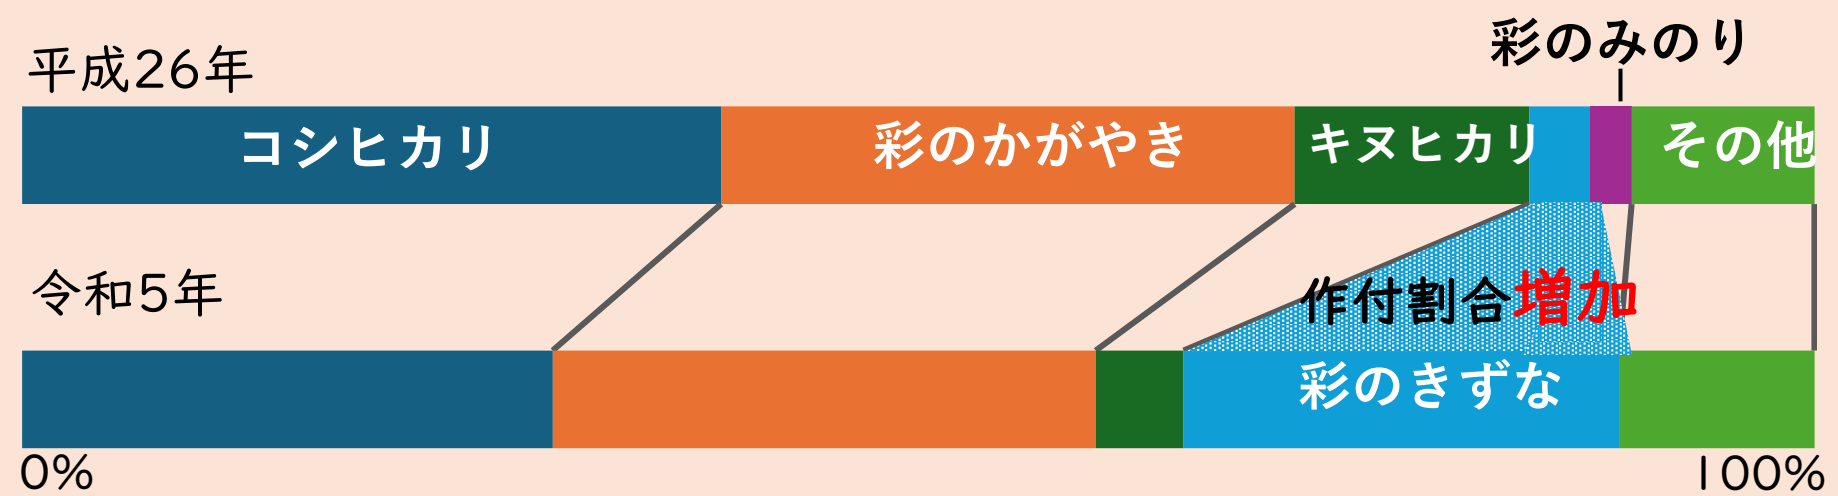 彩のみのり
平成26年
コシヒカリ
彩のかがやき
キヌヒカリ
その他
令和5年
作付割合増加
彩のきずな
0%
100%